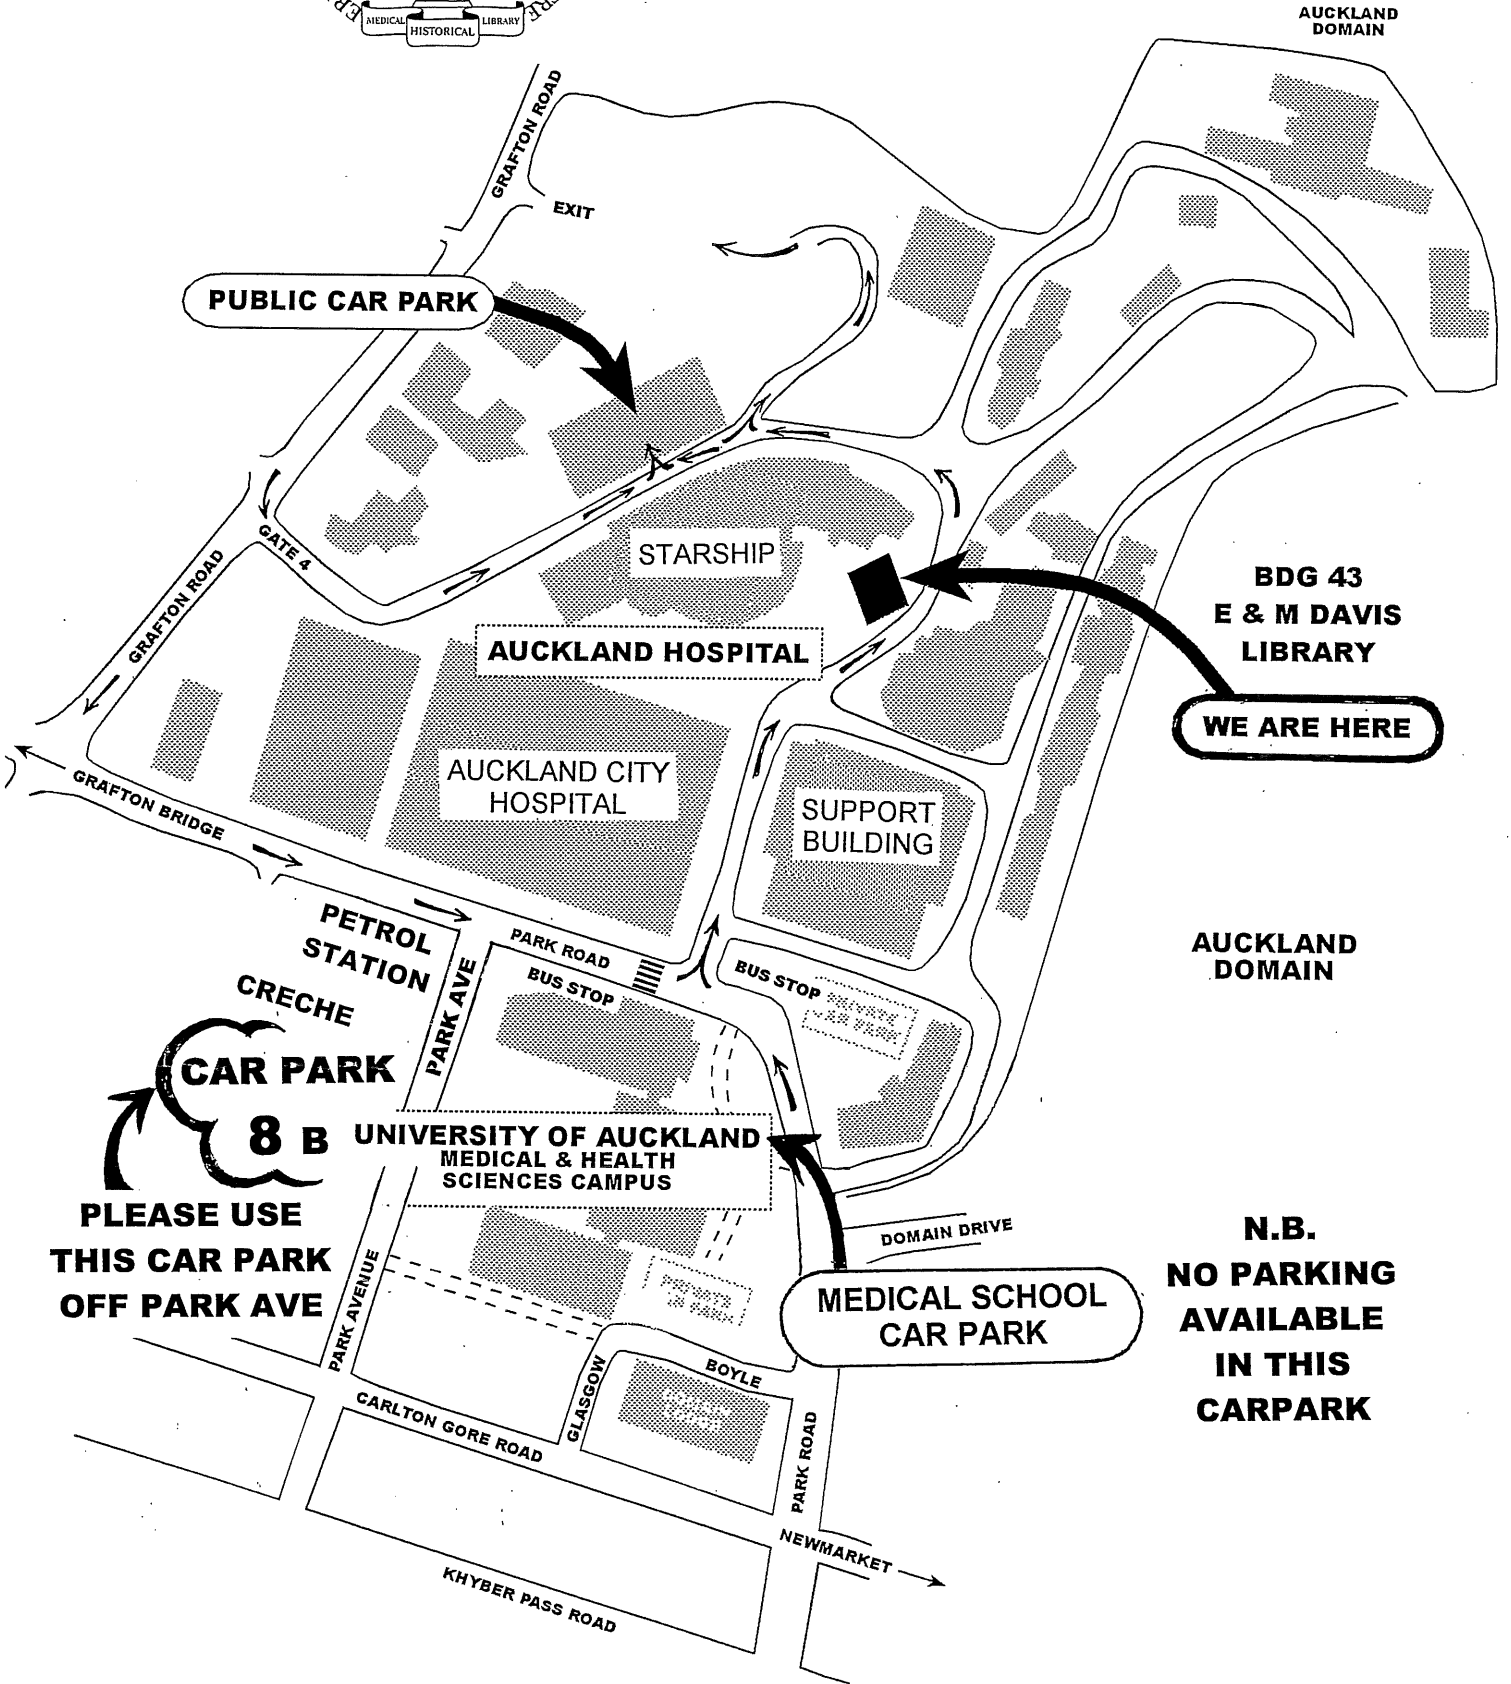 MEDICAL
HISTORICAL
LIBRARY
AUCKLAND
DOMAIN
GRAFTON ROAD
EXIT
PUBLIC CAR PARK
GATE 4
GRAFTON ROAD
STARSHIP
BDG 43
E & M DAVIS
LIBRARY
AUCKLAND HOSPITAL
WE ARE HERE
AUCKLAND CITY
HOSPITAL
SUPPORT
BUILDING
GRAFTON BRIDGE
PETROL
STATION
PARK ROAD
BUS STOP
BUS STOP
PRIVATE
CAR PARK
AUCKLAND
DOMAIN
CRECHE
PARK AVE
CAR PARK
8 B
UNIVERSITY OF AUCKLAND
MEDICAL & HEALTH
SCIENCES CAMPUS
PLEASE USE
THIS CAR PARK
OFF PARK AVE
DOMAIN DRIVE
N.B.
NO PARKING
AVAILABLE
IN THIS
CARPARK
PARK AVENUE
MEDICAL SCHOOL
CAR PARK
BOYLE
GLASGOW
CARLTON GORE ROAD
PARK ROAD
NEWMARKET
KHYBER PASS ROAD